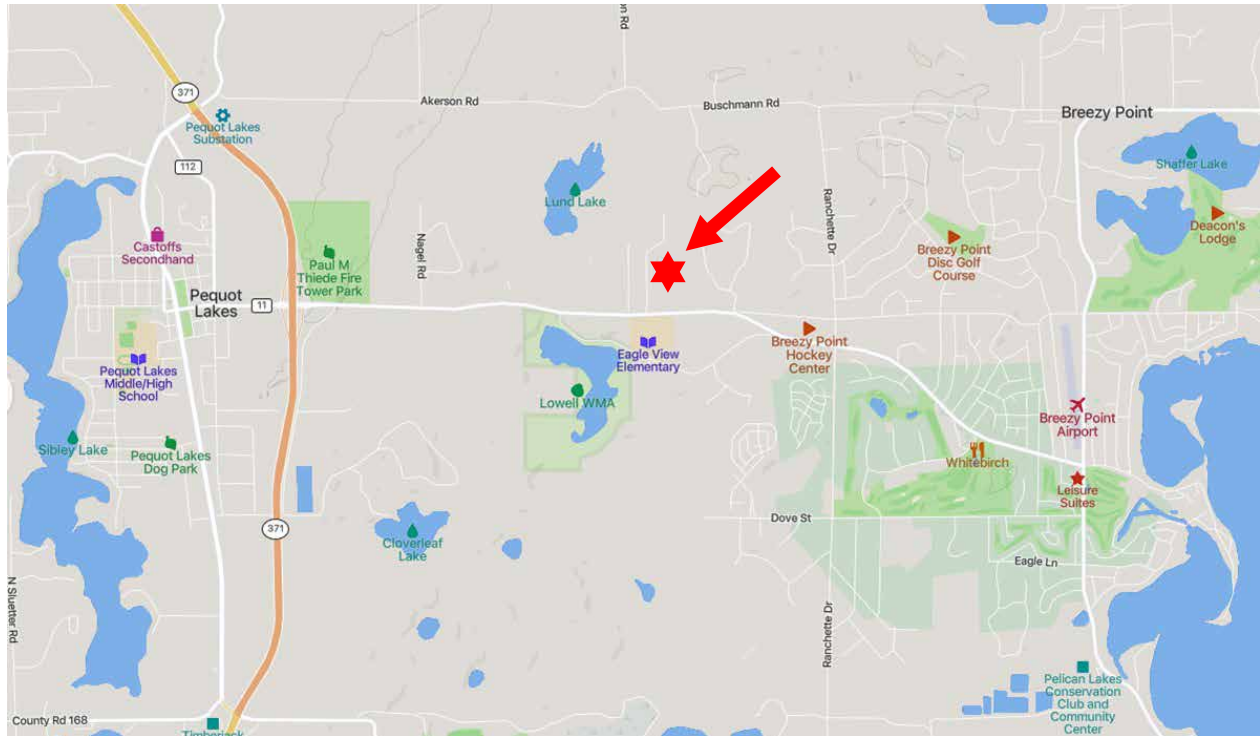 on Rd
371
Akerson Rd
Buschmann Rd
Breezy Point
Pequot Lakes
Substation
112
Shaffer Lake
Lund Lake
Ranchette Dr
Castoffs
Secondhand
Nagel Rd
Paul M
Thiede Fire
Tower Park
Breezy Point
Disc Golf
Course
Deacon's
Lodge
Pequot
Lakes
11
Eagle View
Elementary
Breezy Point
Hockey
Center
Pequot Lakes
Middle/High
School
Lowell WMA
Breezy Point
Airport
Sibley Lake
Pequot Lakes
Dog Park
Whitebirch
Leisure
Suites
371
Dove St
Cloverleaf
Lake
Eagle Ln
N Sluetter Rd
Ranchette Dr
Pelican Lakes
Conservation
Club and
Community
Center
County Rd 168
Timberjack